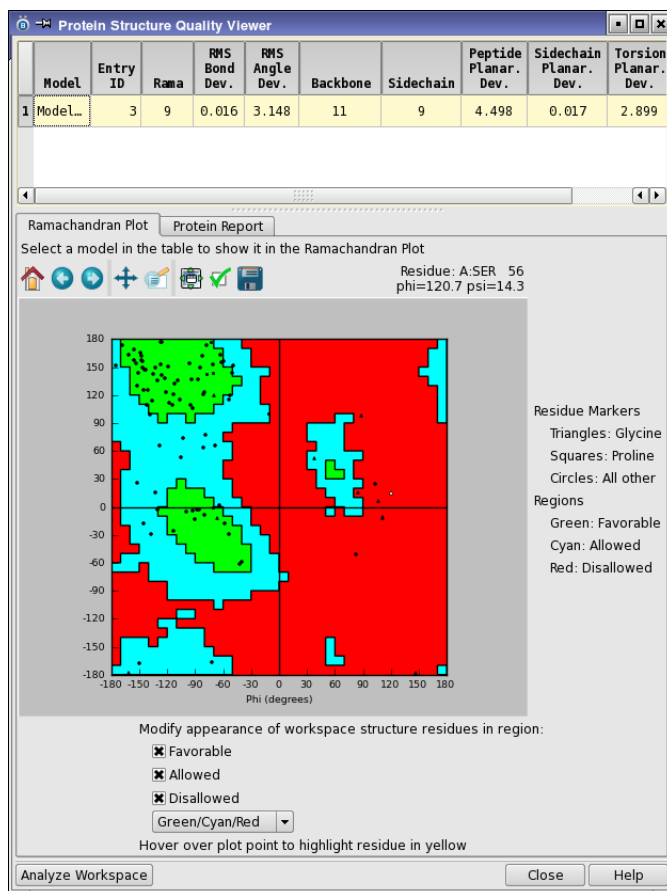 Protein Structure Quality Viewer
Model Entry ID Rama RMS Bond Dev. RMS Angle Dev. Backbone Sidechain Peptide Planar. Dev. Sidechain Planar. Dev. Torsion Planar. Dev.
1 Model... 3 9 0.016 3.148 11 9 4.498 0.017 2.899
Ramachandran Plot Protein Report
Select a model in the table to show it in the Ramachandran Plot
Residue: A:SER 56
phi=120.7 psi=14.3
180
150
120
90
60
30
0
-30
-60
-90
-120
-150
-180
-180 -150 -120 -90 -60 -30 0 30 60 90 120 150 180
Phi (degrees)
Residue Markers
Triangles: Glycine
Squares: Proline
Circles: All other
Regions
Green: Favorable
Cyan: Allowed
Red: Disallowed
Modify appearance of workspace structure residues in region:
Favorable
Allowed
Disallowed
Green/Cyan/Red
Hover over plot point to highlight residue in yellow
Analyze Workspace Close Help